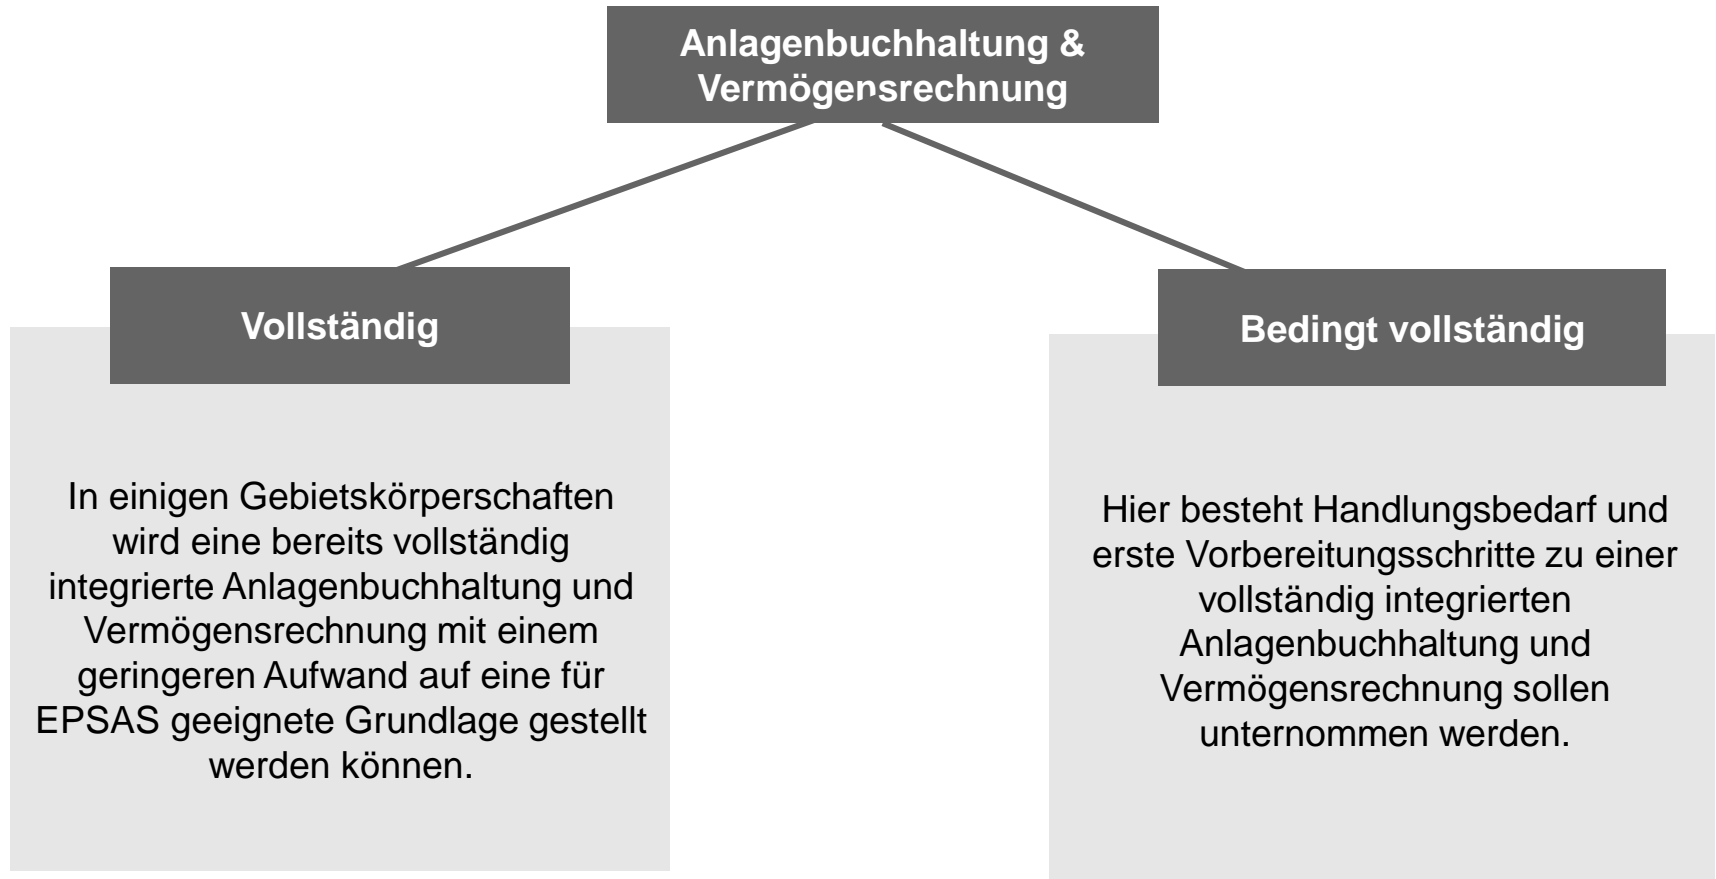 Anlagenbuchhaltung &
Vermögensrechnung
Vollständig
In einigen Gebietskörperschaften
wird eine bereits vollständig
integrierte Anlagenbuchhaltung und
Vermögensrechnung mit einem
geringeren Aufwand auf eine für
EPSAS geeignete Grundlage gestellt
werden können.
Bedingt vollständig
Hier besteht Handlungsbedarf und
erste Vorbereitungsschritte zu einer
vollständig integrierten
Anlagenbuchhaltung und
Vermögensrechnung sollen
unternommen werden.